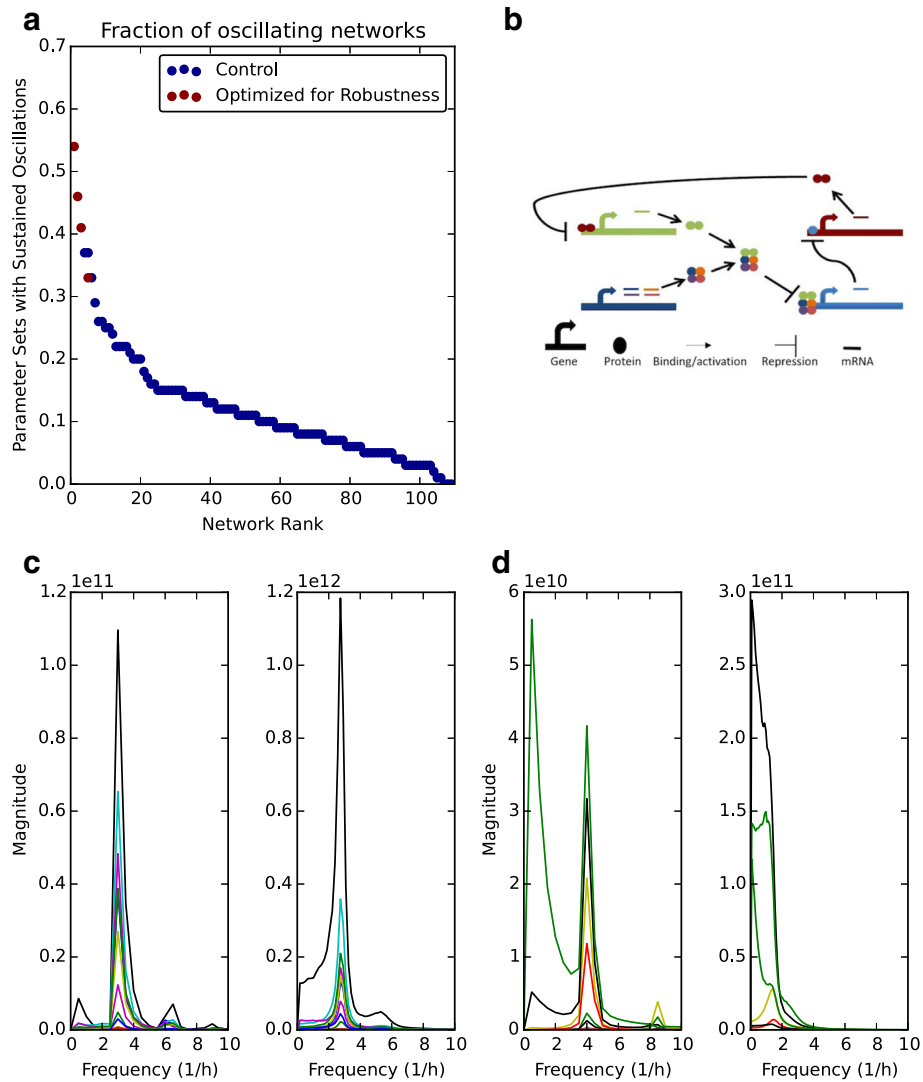 a
Fraction of oscillating networks
0.7
0.6
0.5
0.4
0.3
0.2
0.1
0.0
Parameter Sets with Sustained Oscillations
Control
Optimized for Robustness
0 20 40 60 80 100
Network Rank
b
Gene Protein Binding/activation Repression mRNA
c
1e11
1.2
1.0
0.8
0.6
0.4
0.2
0.0
Magnitude
0 2 4 6 8 10
Frequency (1/h)
1e12
1.2
1.0
0.8
0.6
0.4
0.2
0.0
0 2 4 6 8 10
Frequency (1/h)
d
1e10
6
5
4
3
2
1
0
Magnitude
0 2 4 6 8 10
Frequency (1/h)
1e11
3.0
2.5
2.0
1.5
1.0
0.5
0.0
0 2 4 6 8 10
Frequency (1/h)